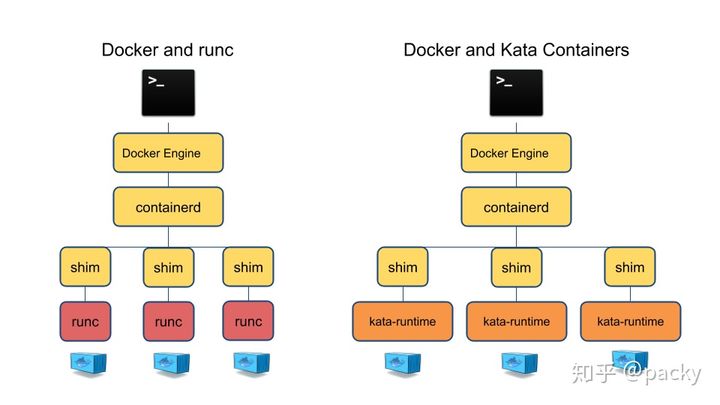 Docker and runc
Docker and Kata Containers
>_
>_
Docker Engine
Docker Engine
containerd
containerd
shim
shim
shim
shim
shim
shim
runc
runc
runc
kata-runtime
kata-runtime
kata-runtime
知乎 @packy